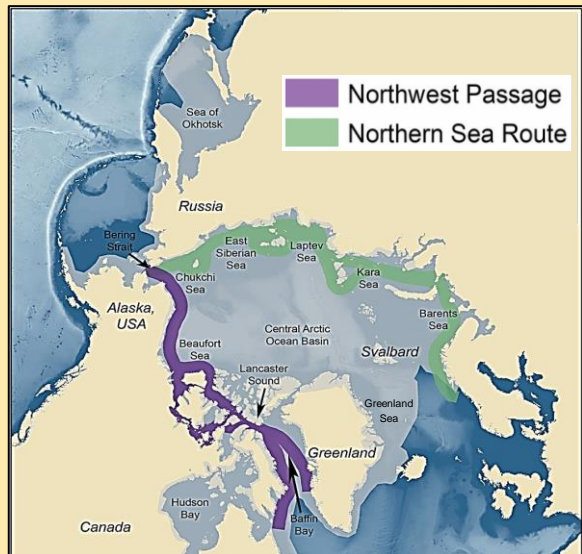 Northwest Passage
Northern Sea Route
Sea of
Okhotsk
Russia
Bering
Strait
East
Siberian
Sea
Laptev
Sea
Chukchi
Sea
Kara
Sea
Alaska,
USA
Barents
Sea
Beaufort
Sea
Central Arctic
Ocean Basin
Svalbard
Lancaster
Sound
Greenland
Sea
Greenland
Hudson
Bay
Baffin
Bay
Canada